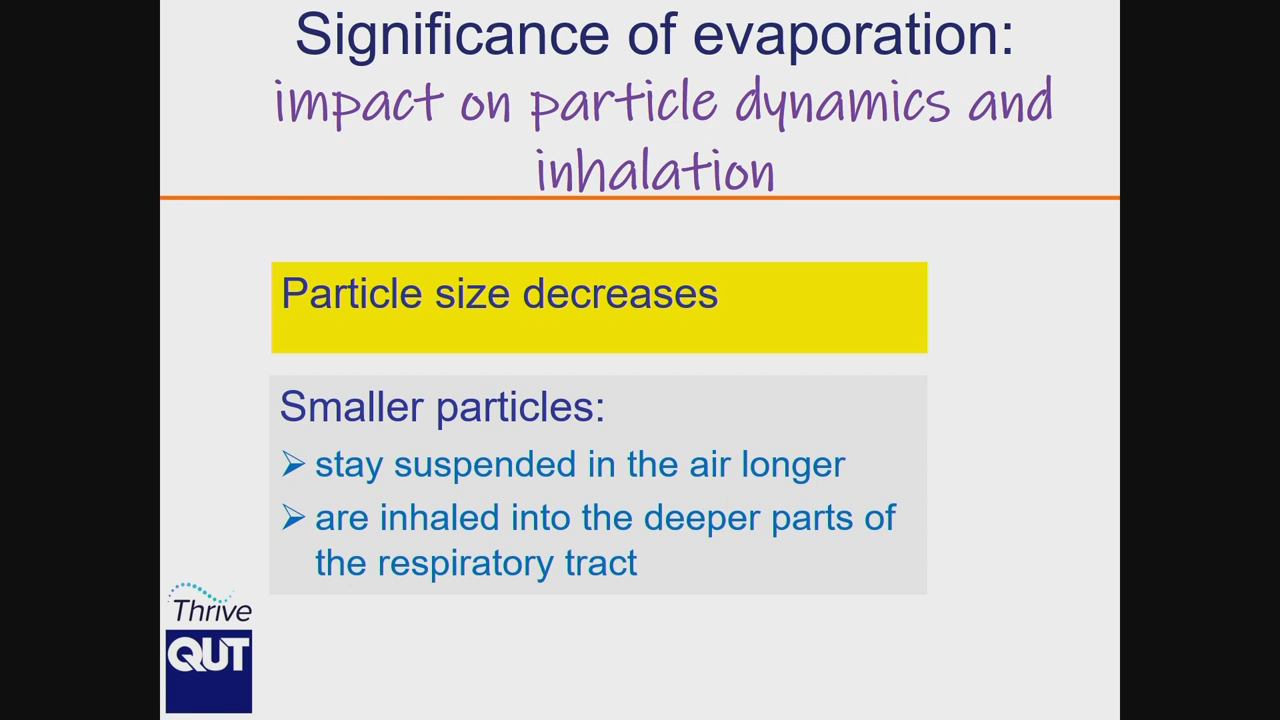 Significance of evaporation:
impact on particle dynamics and
inhalation
Particle size decreases
Smaller particles:
➢ stay suspended in the air longer
➢ are inhaled into the deeper parts of
the respiratory tract
Thrive
QUT